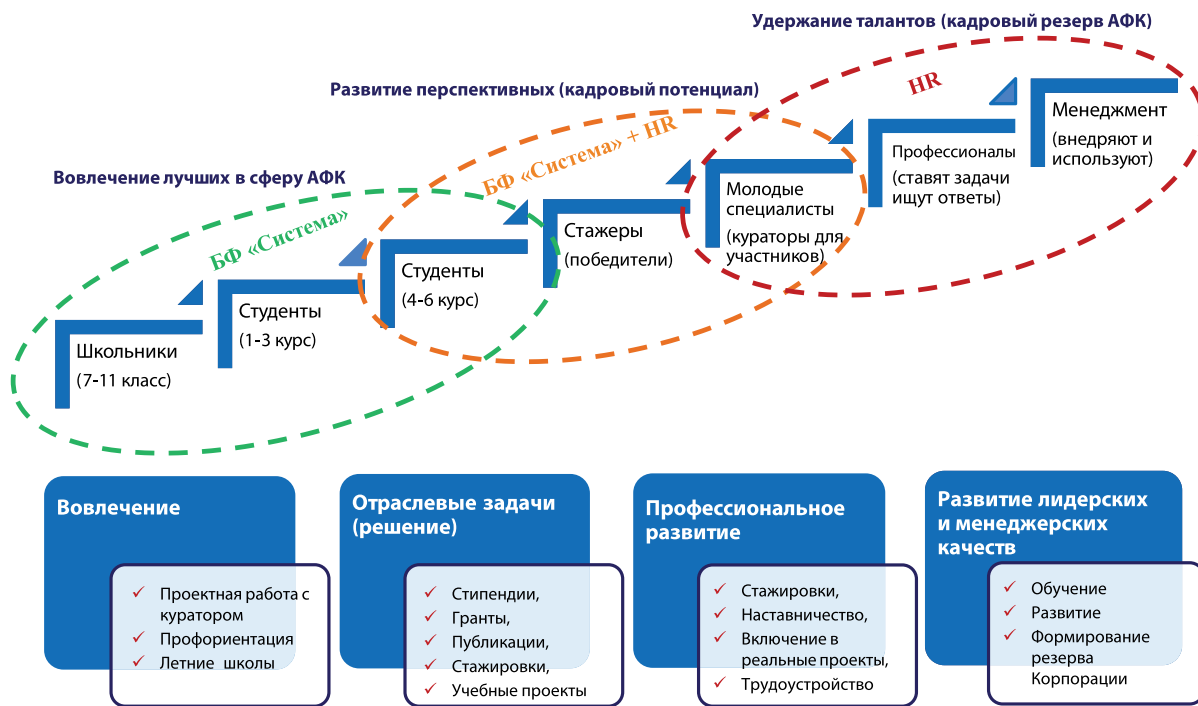 Удержание талантов (кадровый резерв АФК)
HR
Развитие перспективных (кадровый потенциал)
БФ «Система» + HR
Вовлечение лучших в сферу АФК
БФ «Система»
Школьники
(7-11 класс)
Студенты
(1-3 курс)
Студенты
(4-6 курс)
Стажеры
(победители)
Молодые
специалисты
(кураторы для
участников)
Профессионалы
(ставят задачи
ищут ответы)
Менеджмент
(внедряют и
используют)
Вовлечение
✓ Проектная работа с
куратором
✓ Профориентация
✓ Летние школы
Отраслевые задачи
(решение)
✓ Стипендии,
✓ Гранты,
✓ Публикации,
✓ Стажировки,
✓ Учебные проекты
Профессиональное
развитие
✓ Стажировки,
✓ Наставничество,
✓ Включение в
реальные проекты,
✓ Трудоустройство
Развитие лидерских
и менеджерских
качеств
✓ Обучение
✓ Развитие
✓ Формирование
резерва
Корпорации